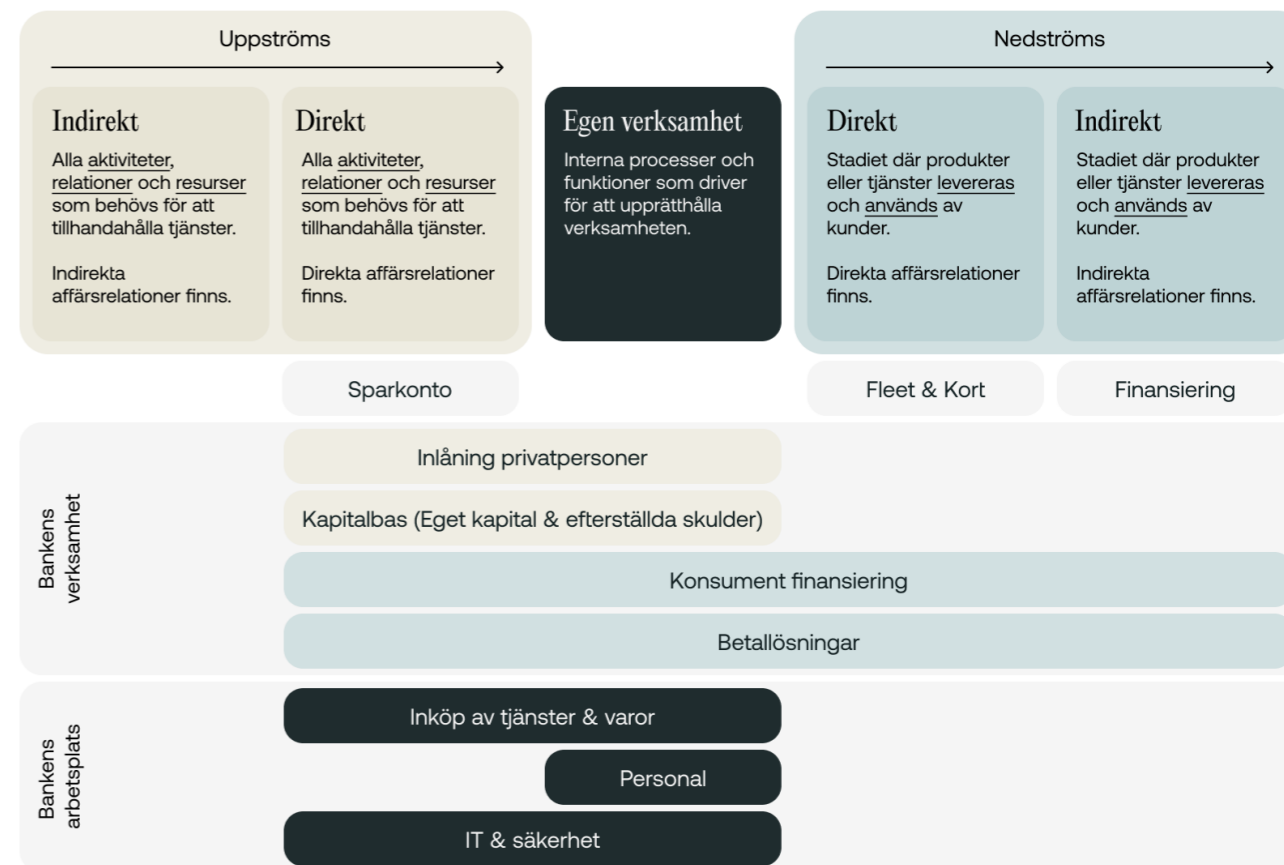 Uppströms
Indirekt
Alla aktiviteter,
relationer och resurser
som behövs för att
tillhandahålla tjänster.
Indirekta
affärsrelationer finns.
Direkt
Alla aktiviteter,
relationer och resurser
som behövs för att
tillhandahålla tjänster.
Direkta affärsrelationer
finns.
Egen verksamhet
Interna processer och
funktioner som driver
för att upprätthålla
verksamheten.
Nedströms
Direkt
Stadiet där produkter
eller tjänster levereras
och används av
kunder.
Direkta affärsrelationer
finns.
Indirekt
Stadiet där produkter
eller tjänster levereras
och används av
kunder.
Indirekta
affärsrelationer finns.
Sparkonto
Fleet & Kort
Finansiering
Bankens
verksamhet
Inlåning privatpersoner
Kapitalbas (Eget kapital & efterställda skulder)
Konsument finansiering
Betallösningar
Bankens
arbetsplats
Inköp av tjänster & varor
Personal
IT & säkerhet